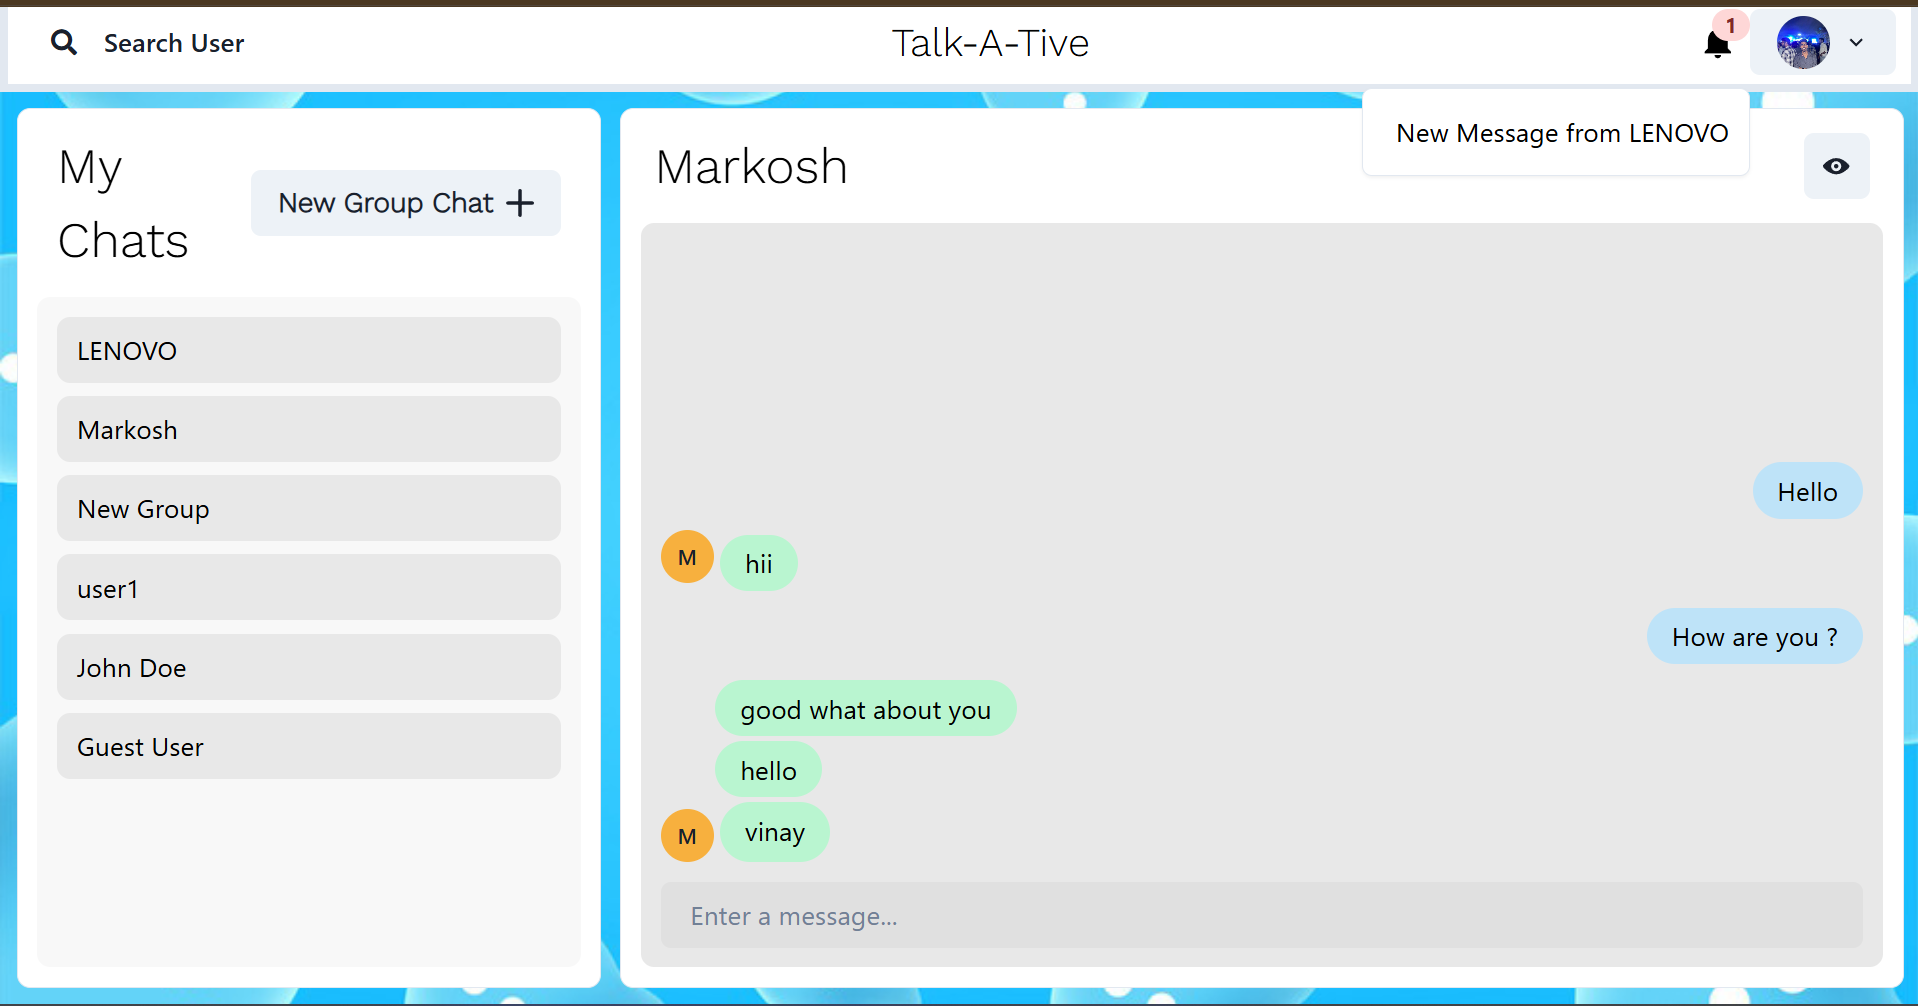 Search User
Talk-A-Tive
1
New Message from LENOVO
My
Chats
New Group Chat +
LENOVO
Markosh
New Group
user1
John Doe
Guest User
Markosh
Hello
M
hii
How are you ?
good what about you
hello
M
vinay
Enter a message...